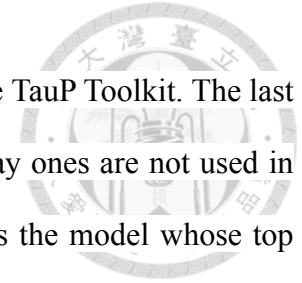 e TauP Toolkit. The last
ay ones are not used in
s the model whose top